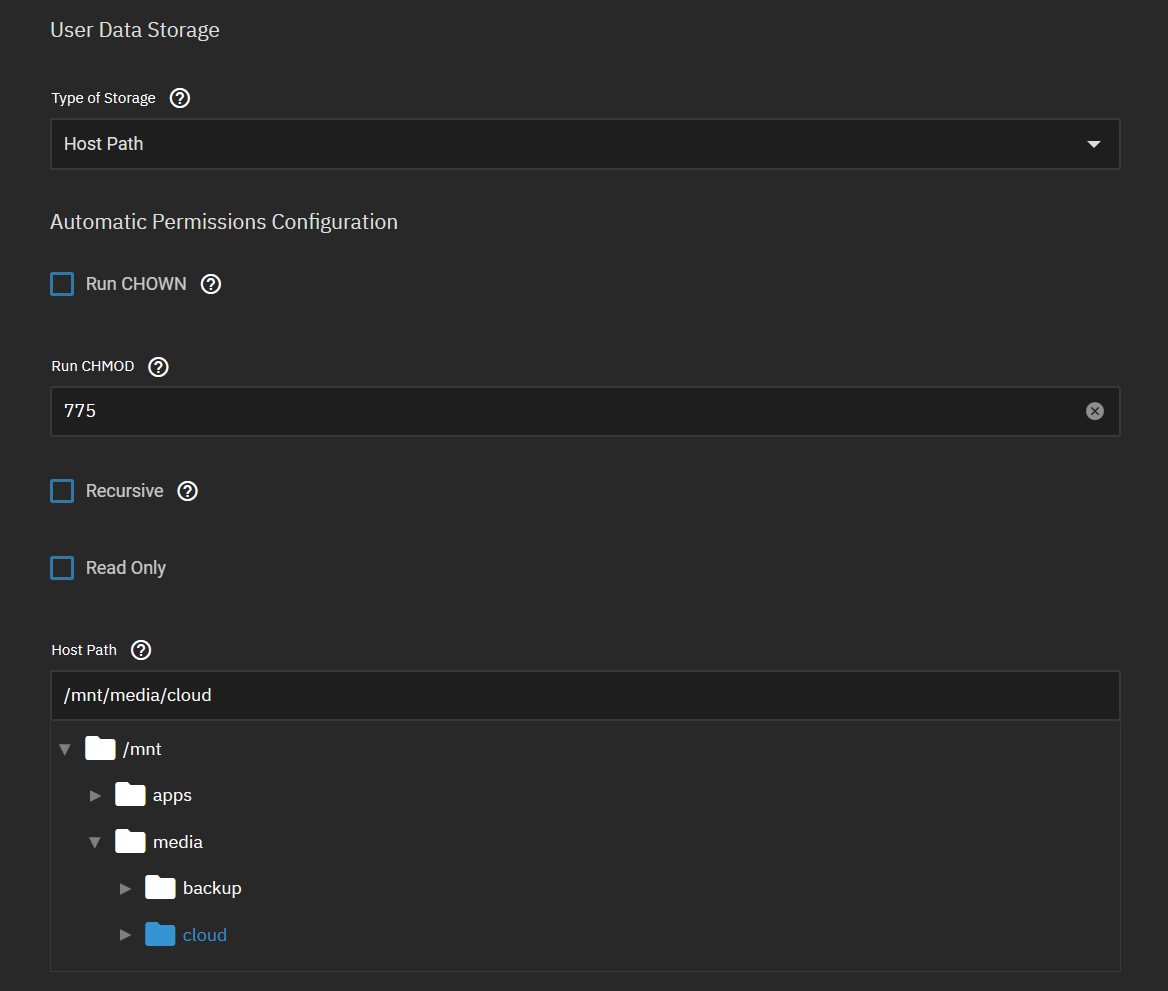 User Data Storage
Type of Storage
Host Path
Automatic Permissions Configuration
Run CHOWN
Run CHMOD
775
Recursive
Read Only
Host Path
/mnt/media/cloud
/mnt
apps
media
backup
cloud